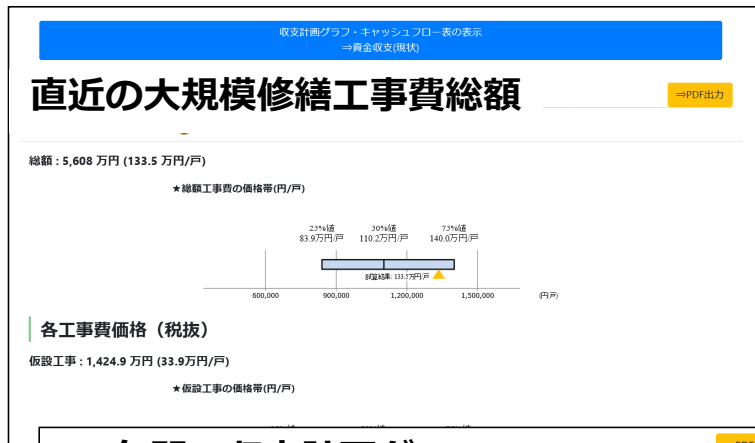 収支計画グラフ・キャッシュフロー表の表示
⇒資金収支(現状)
直近の大規模修繕工事費総額
⇒PDF出力
総額 : 5,608 万円 (133.5 万円/戸)
★総額工事費の価格帯(円/戸)
25%値 50%値 75%値
83.9万円/戸 110.2万円/戸 140.0万円/戸
試算結果: 133.5万円/戸
600,000 900,000 1,200,000 1,500,000 (円/戸)
各工事費価格（税抜）
仮設工事 : 1,424.9 万円 (33.9万円/戸)
★仮設工事の価格帯(円/戸)